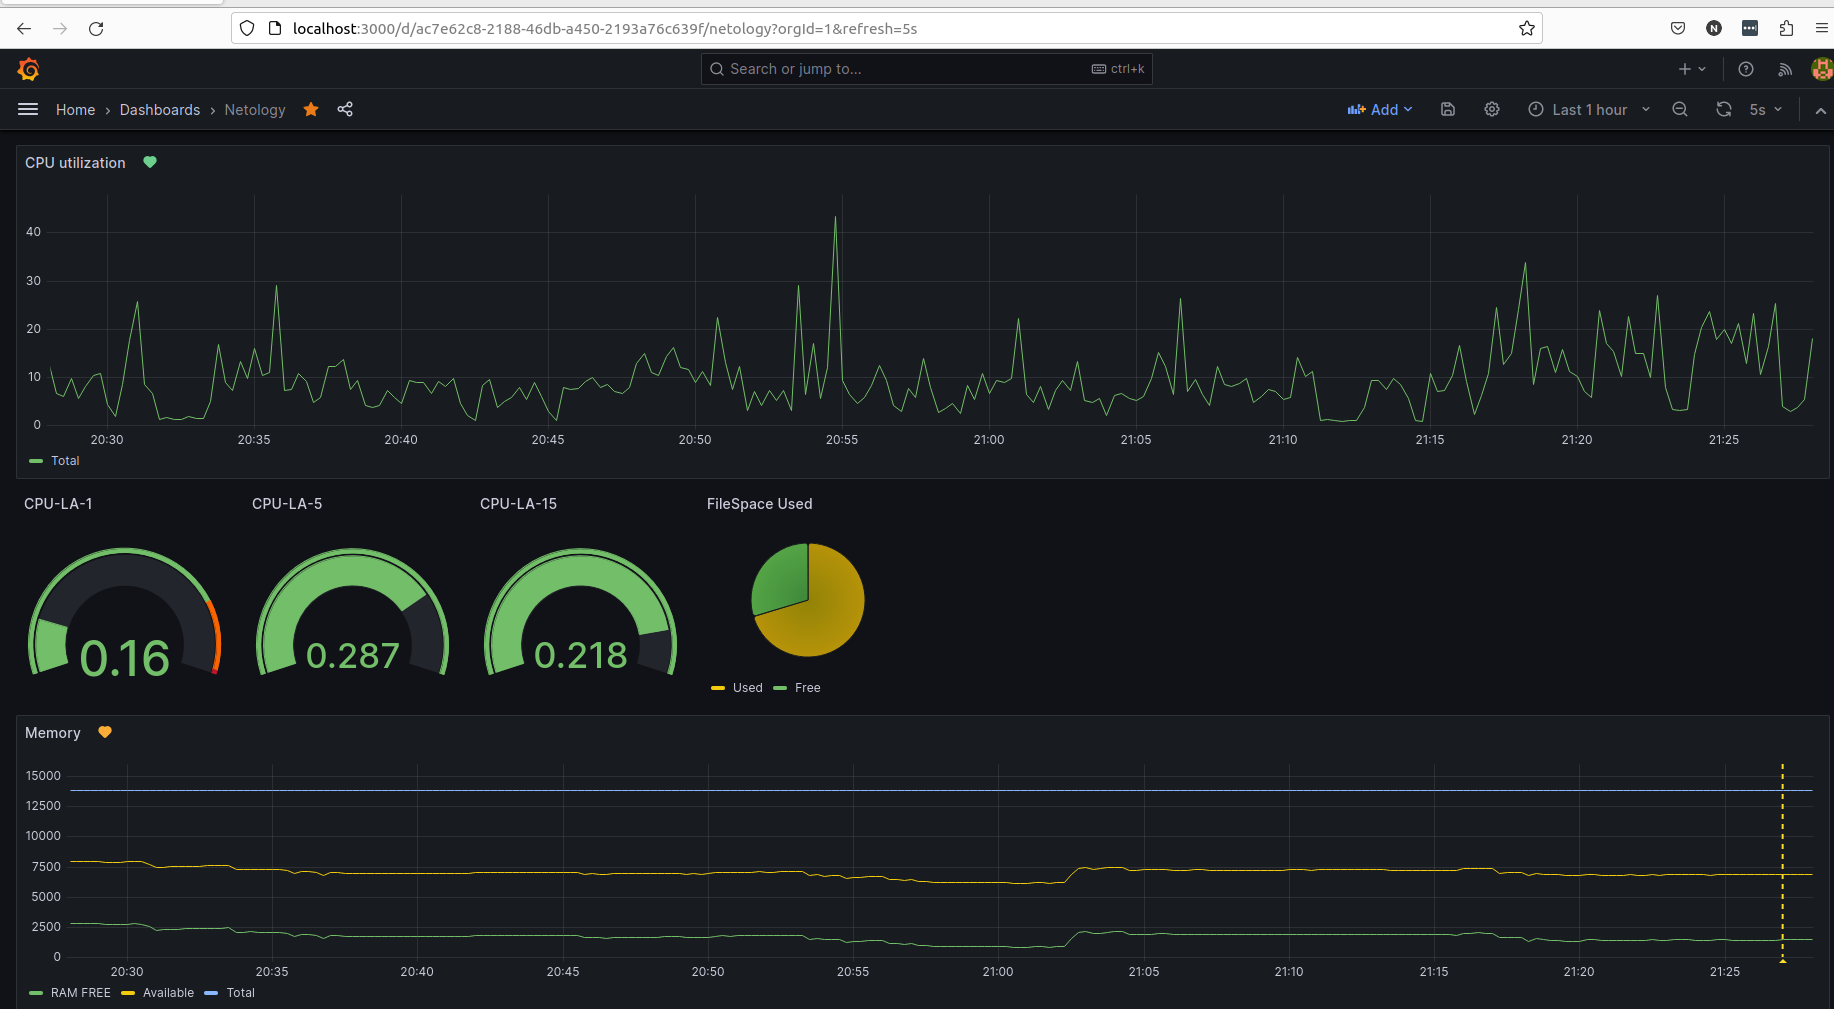 localhost:3000/d/ac7e62c8-2188-46db-a450-2193a76c639f/netology?orgId=1&refresh=5s
N
Search or jump to...
ctrl+k
Home › Dashboards › Netology
Add
Last 1 hour
5s
CPU utilization
40
30
20
10
0
20:30 20:35 20:40 20:45 20:50 20:55 21:00 21:05 21:10 21:15 21:20 21:25
Total
CPU-LA-1 CPU-LA-5 CPU-LA-15 FileSpace Used
0.16 0.287 0.218
Used Free
Memory
15000
12500
10000
7500
5000
2500
0
20:30 20:35 20:40 20:45 20:50 20:55 21:00 21:05 21:10 21:15 21:20 21:25
RAM FREE Available Total